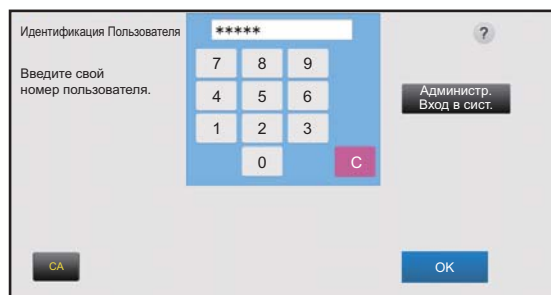 Идентификация Пользователя
*****
?
Введите свой
номер пользователя.
7 8 9
4 5 6
1 2 3
0 C
Администр.
Вход в сист.
CA
OK